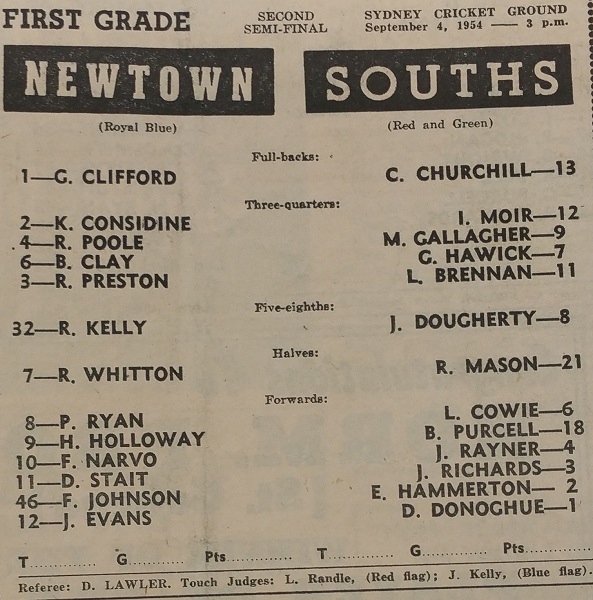 FIRST GRADE
SECOND
SEMI-FINAL
SYDNEY CRICKET GROUND
September 4, 1954 — 3 p.m.
NEWTOWN
SOUTHS
(Royal Blue)
(Red and Green)
Full-backs:
1—G. CLIFFORD
C. CHURCHILL—13
Three-quarters:
2—K. CONSIDINE
I. MOIR—12
4—R. POOLE
M. GALLAGHER—9
6—B. CLAY
G. HAWICK—7
3—R. PRESTON
L. BRENNAN—11
Five-eighths:
32—R. KELLY
J. DOUGHERTY—8
Halves:
7—R. WHITTON
R. MASON—21
Forwards:
8—P. RYAN
L. COWIE—6
9—H. HOLLOWAY
B. PURCELL—18
10—F. NARVO
J. RAYNER—4
11—D. STAIT
J. RICHARDS—3
46—F. JOHNSON
E. HAMMERTON— 2
12—J. EVANS
D. DONOGHUE—1
T............ G............ Pts............ T............ G............ Pts............
Referee: D. LAWLER. Touch Judges: L. Randle, (Red flag); J. Kelly, (Blue flag).